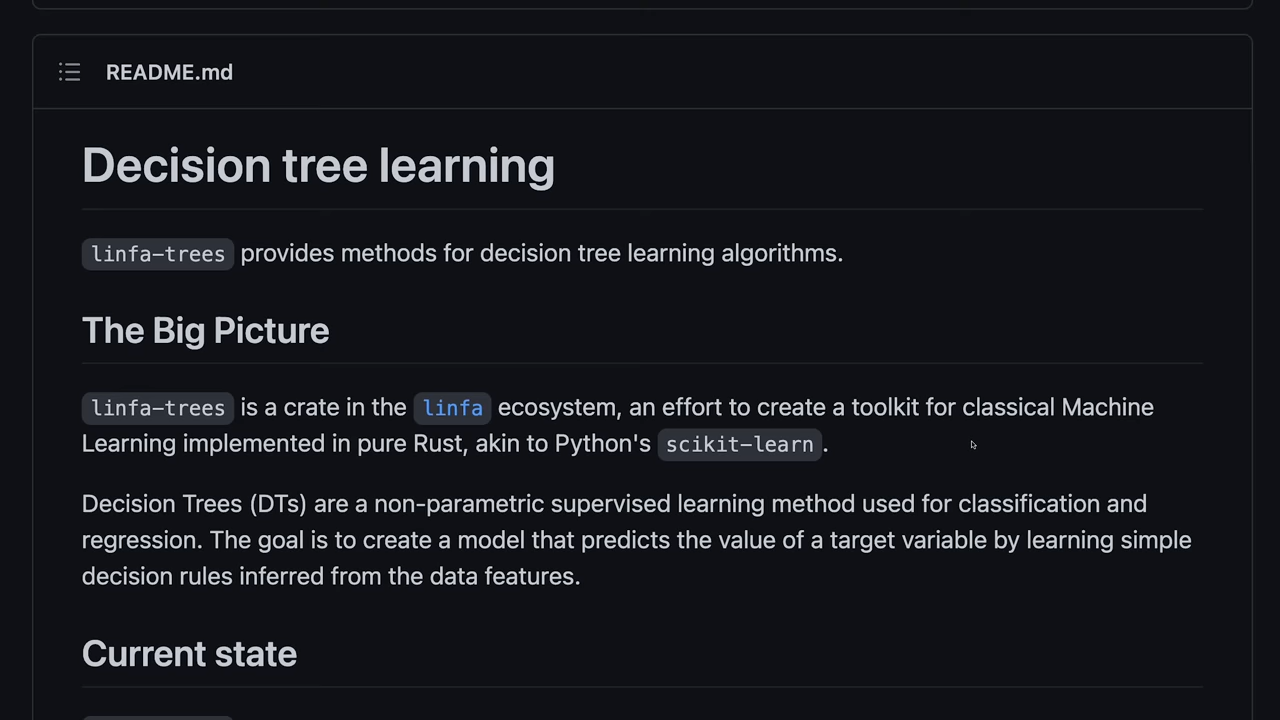 README.md
Decision tree learning
linfa-trees provides methods for decision tree learning algorithms.
The Big Picture
linfa-trees is a crate in the linfa ecosystem, an effort to create a toolkit for classical Machine
Learning implemented in pure Rust, akin to Python's scikit-learn.
Decision Trees (DTs) are a non-parametric supervised learning method used for classification and
regression. The goal is to create a model that predicts the value of a target variable by learning simple
decision rules inferred from the data features.
Current state